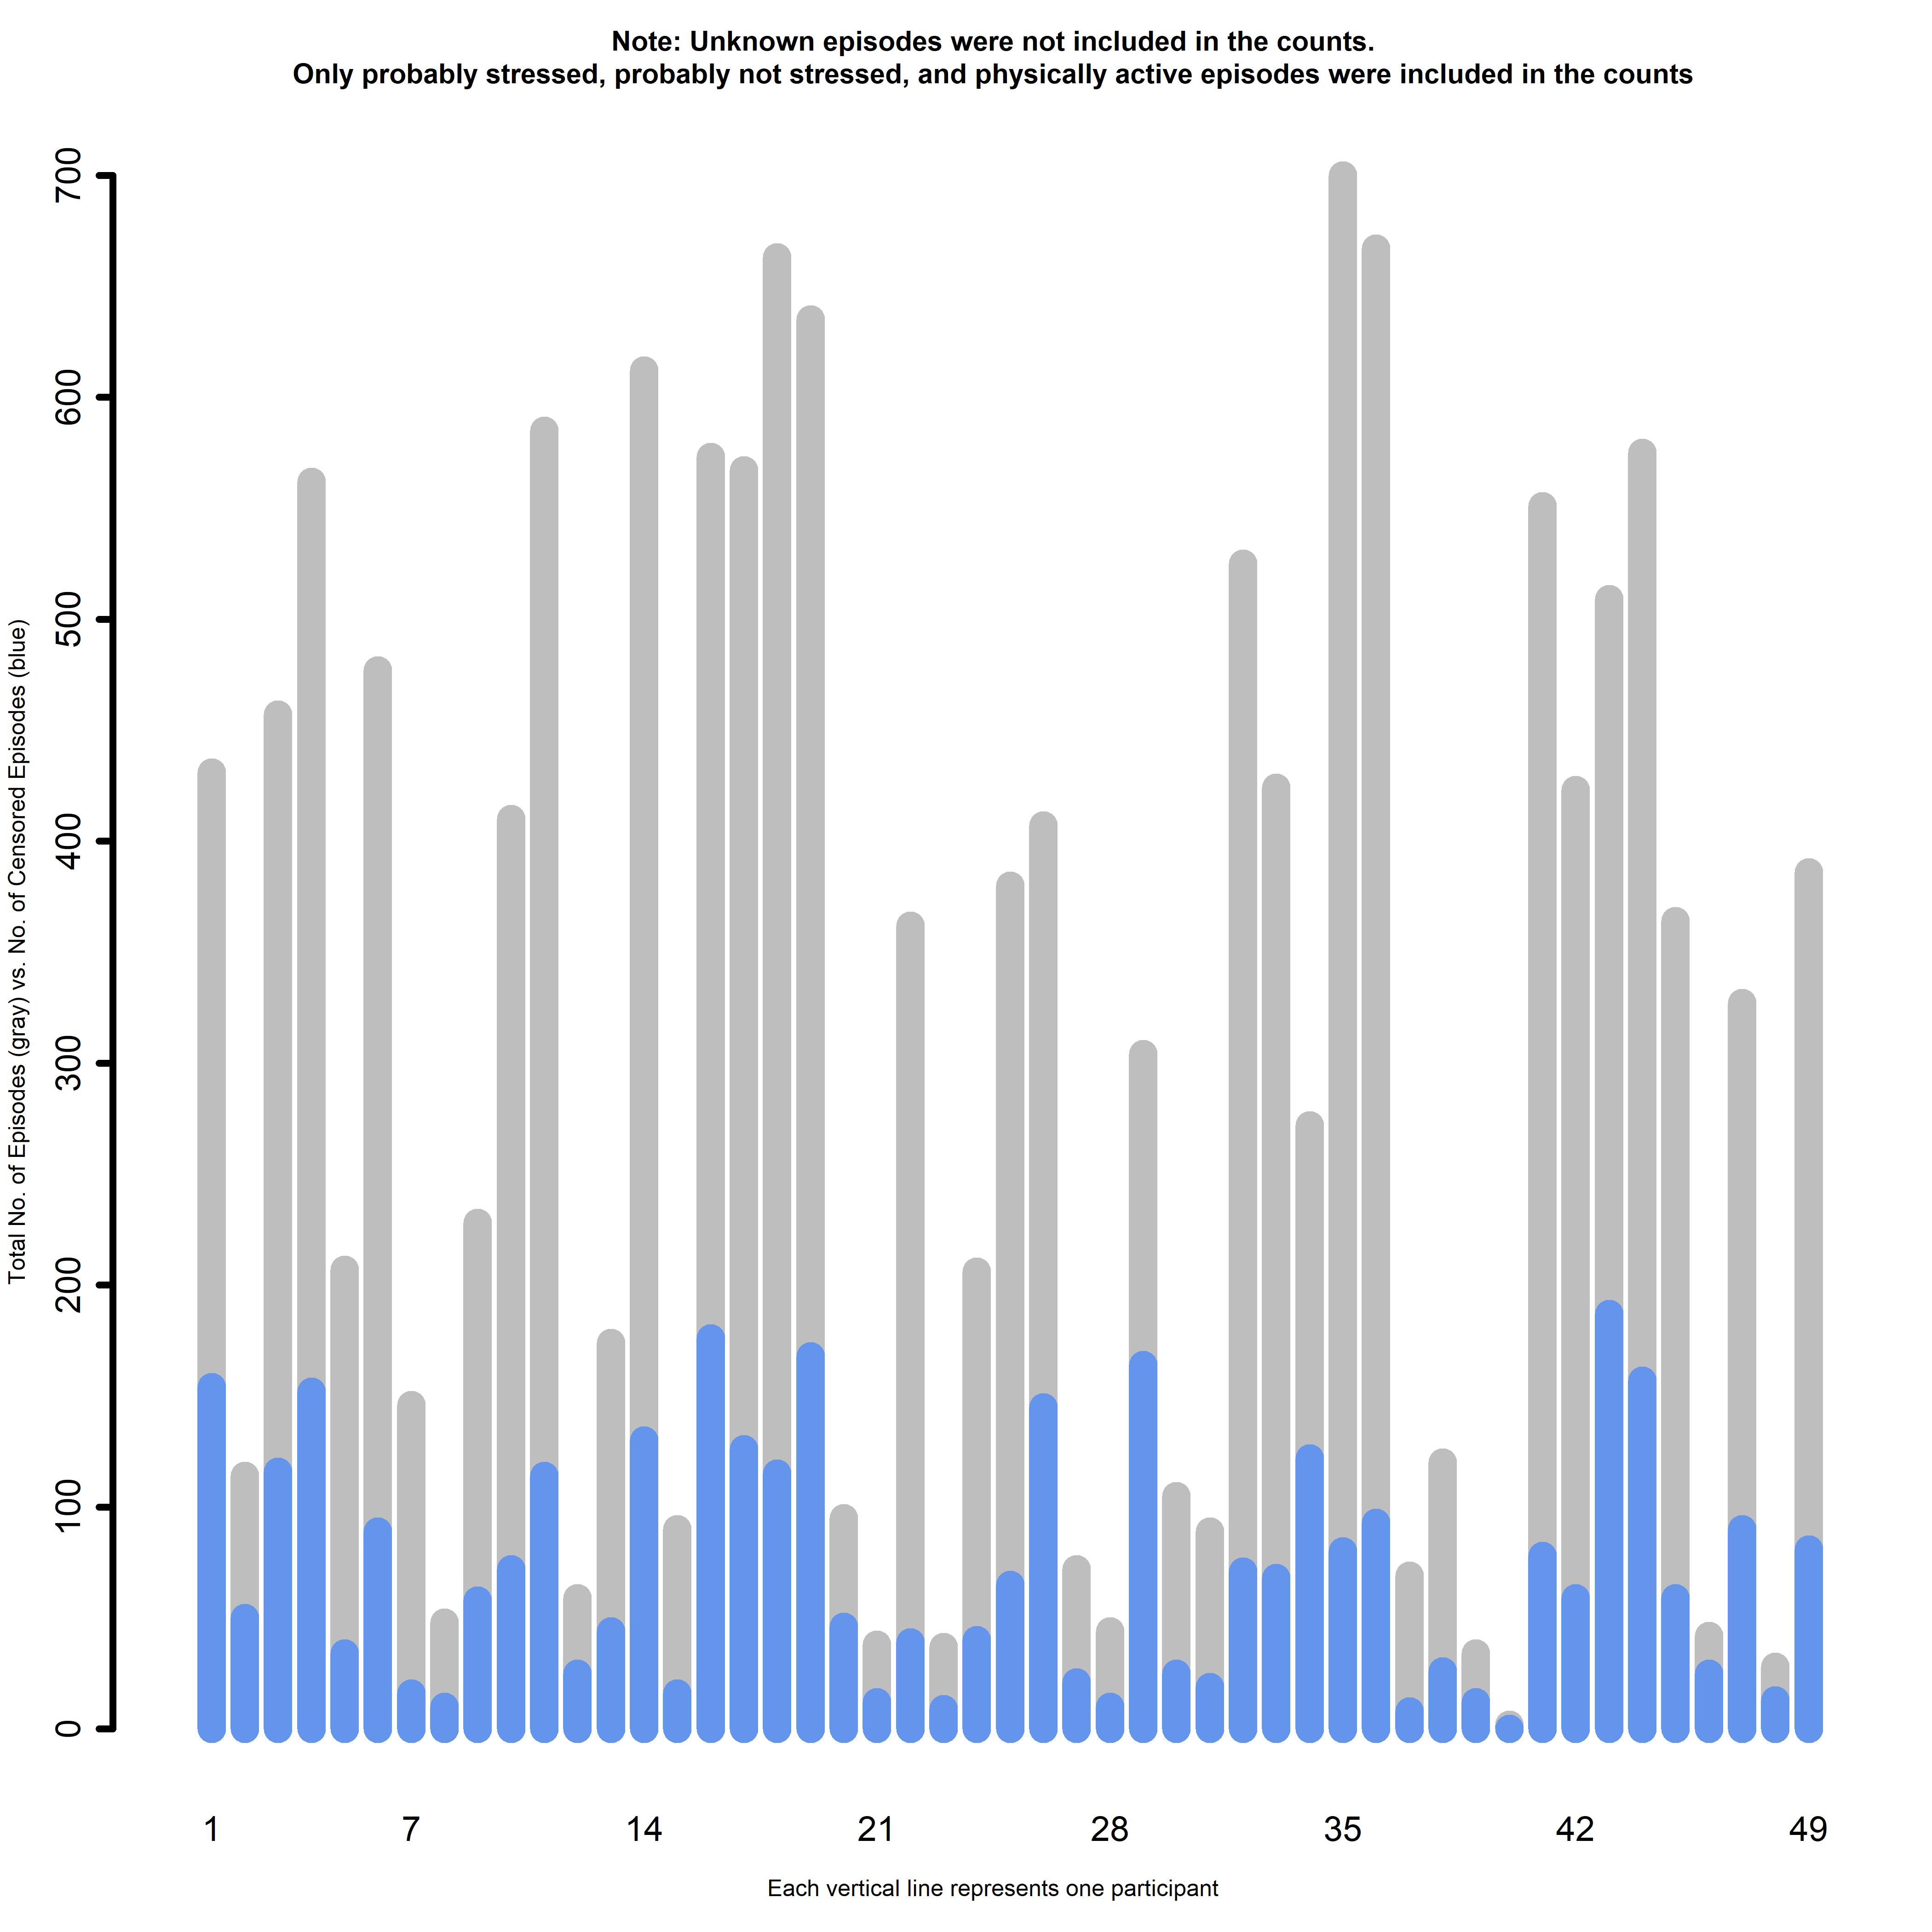 Note: Unknown episodes were not included in the counts.
Only probably stressed, probably not stressed, and physically active episodes were included in the counts
Total No. of Episodes (gray) vs. No. of Censored Episodes (blue)
700
600
500
400
300
200
100
0
1 7 14 21 28 35 42 49
Each vertical line represents one participant